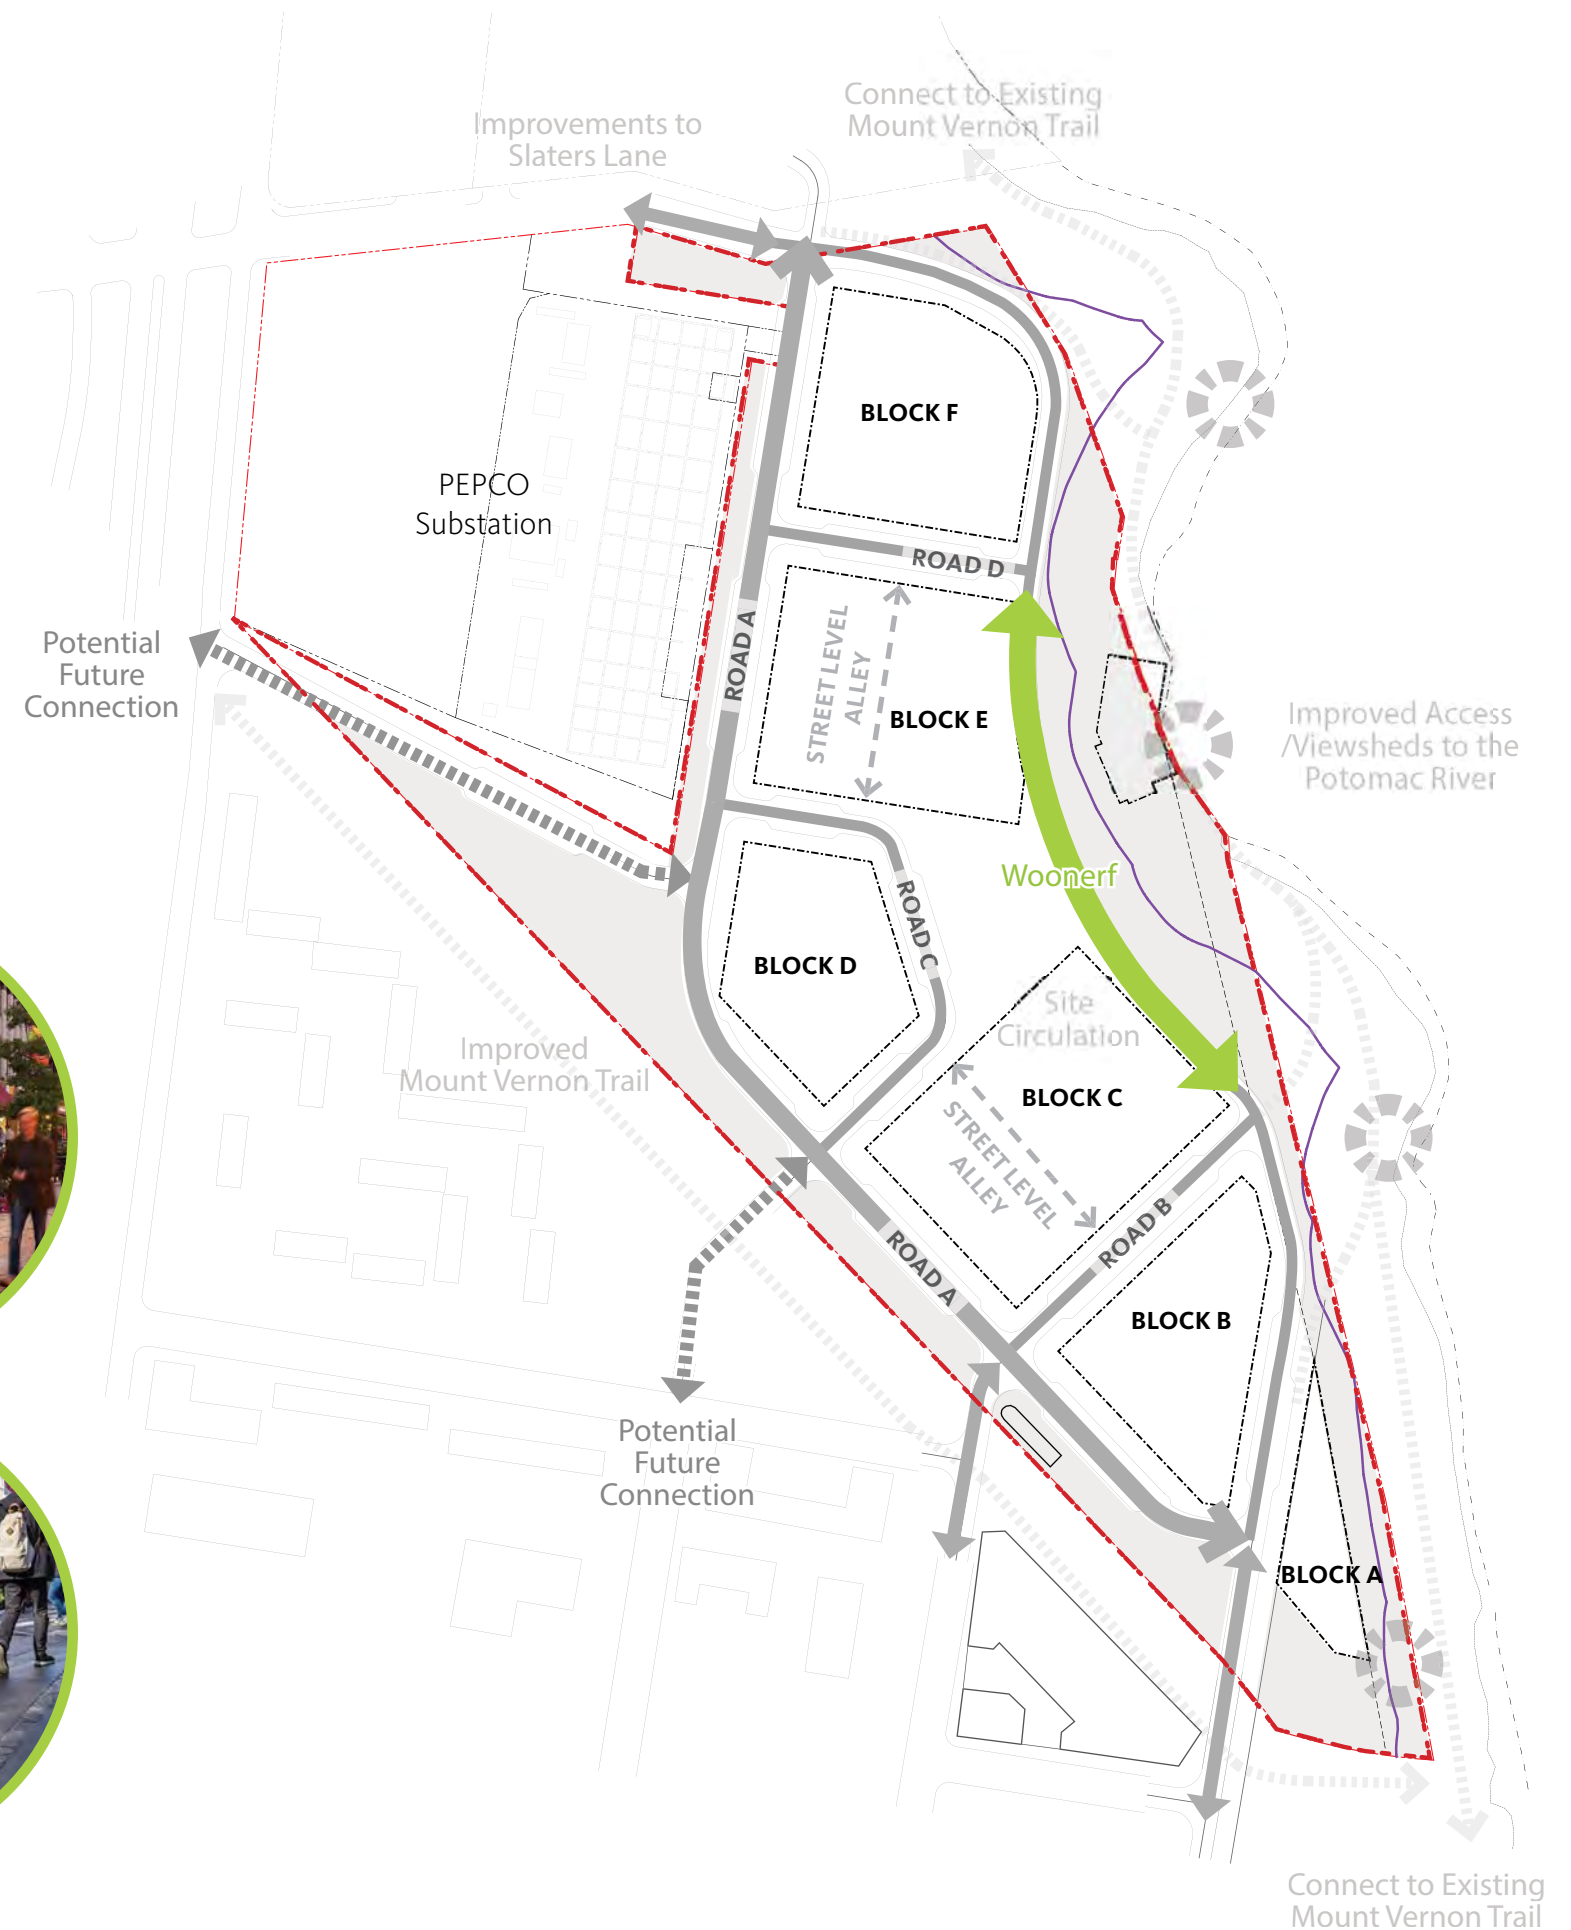 Connect to Existing
Mount Vernon Trail
Improvements to
Slaters Lane
BLOCK F
PEPCO
Substation
ROAD D
STREET LEVEL
ALLEY
ROAD A
Potential
Future
Connection
BLOCK E
Improved Access
/Viewsheds to the
Potomac River
Woonerf
ROAD C
BLOCK D
Site
Circulation
Improved
Mount Vernon Trail
BLOCK C
STREET LEVEL
ALLEY
ROAD B
ROAD A
BLOCK B
Potential
Future
Connection
BLOCK A
Connect to Existing
Mount Vernon Trail